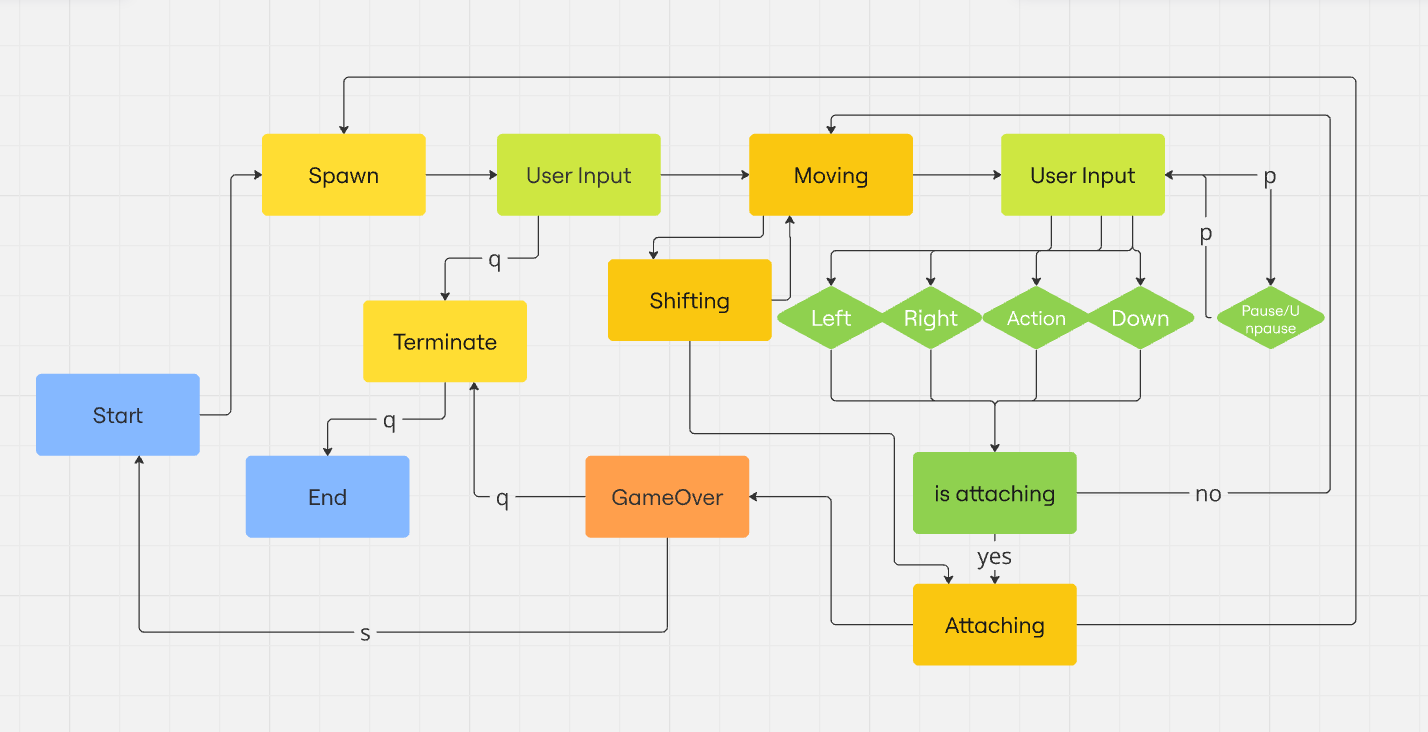 Spawn
User Input
Moving
User Input
p
p
q
Shifting
Left
Right
Action
Down
Pause/U
npause
Terminate
Start
q
End
q
GameOver
is attaching
no
yes
Attaching
s